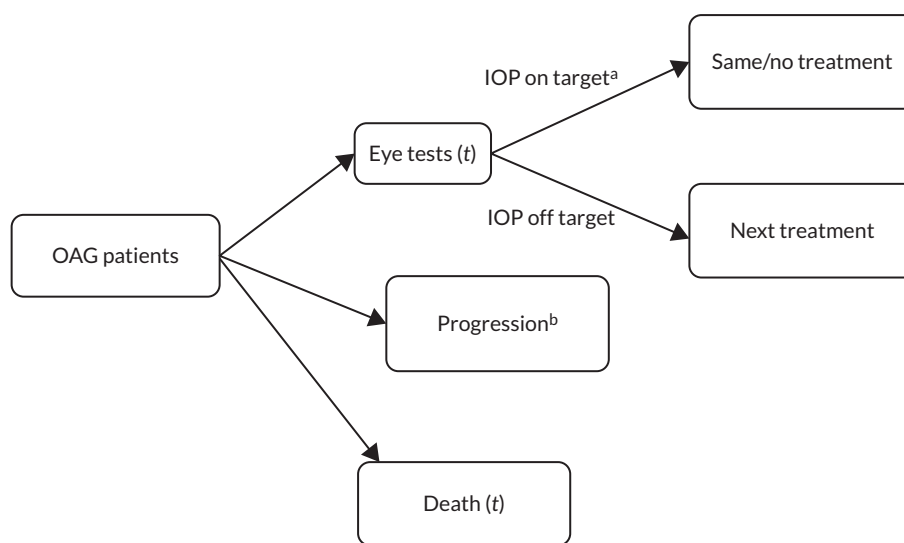 OAG patients
Eye tests (t)
IOP on targetᵃ
Same/no treatment
IOP off target
Next treatment
Progressionᵇ
Death (t)